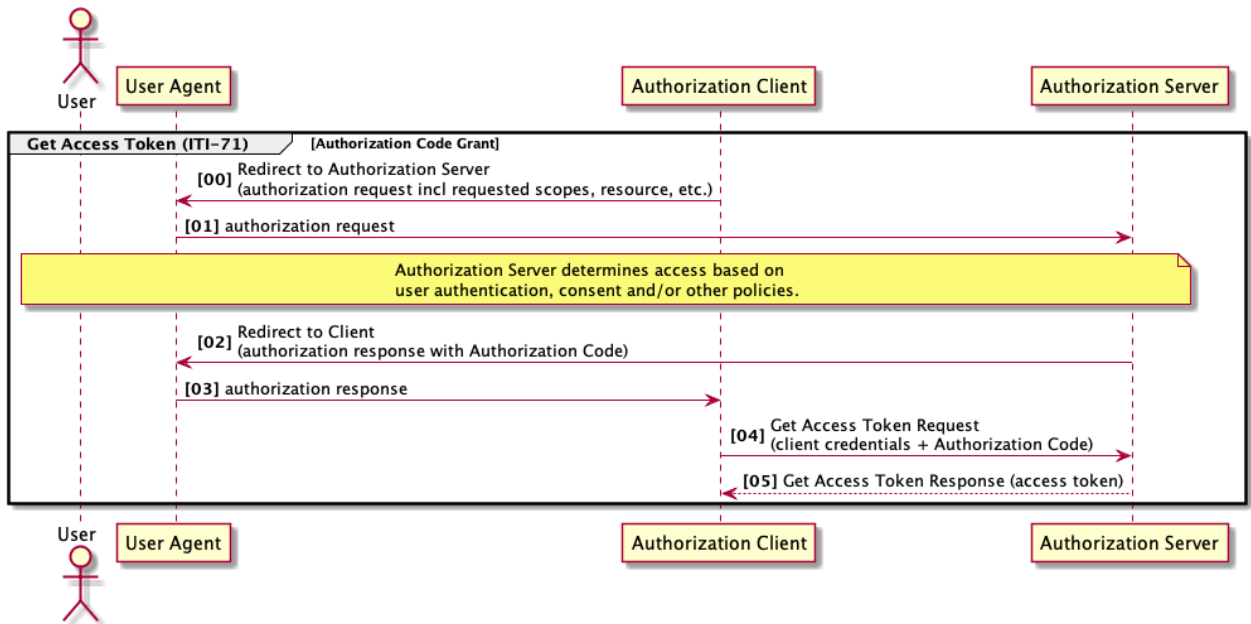 User
User Agent
Authorization Client
Authorization Server
Get Access Token (ITI-71)
[Authorization Code Grant]
[00] Redirect to Authorization Server
(authorization request incl requested scopes, resource, etc.)
[01] authorization request
Authorization Server determines access based on
user authentication, consent and/or other policies.
[02] Redirect to Client
(authorization response with Authorization Code)
[03] authorization response
[04] Get Access Token Request
(client credentials + Authorization Code)
[05] Get Access Token Response (access token)
User
User Agent
Authorization Client
Authorization Server